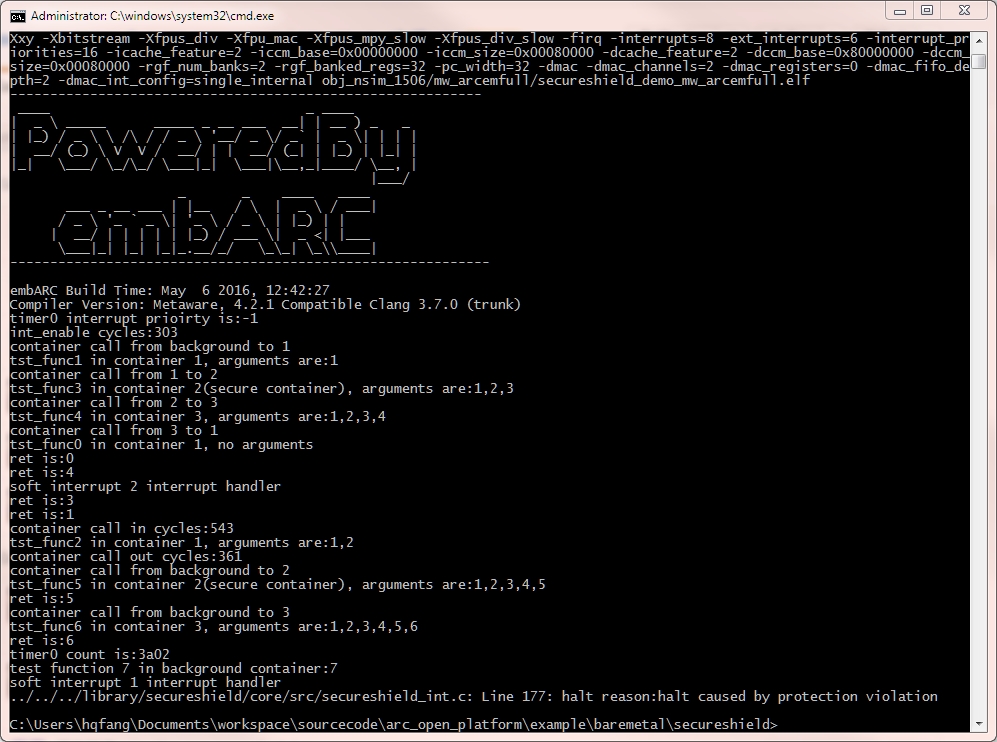 Administrator: C:\windows\system32\cmd.exe
Xxy -Xbitstream -Xfpus_div -Xfpu_mac -Xfpus_mpy_slow -Xfpus_div_slow -firq -interrupts=8 -ext_interrupts=6 -interrupt_pr
iorities=16 -icache_feature=2 -iccm_base=0x00000000 -iccm_size=0x00080000 -dcache_feature=2 -dccm_base=0x80000000 -dccm_
size=0x00080000 -rgf_num_banks=2 -rgf_banked_regs=32 -pc_width=32 -dmac -dmac_channels=2 -dmac_registers=0 -dmac_fifo_de
pth=2 -dmac_int_config=single_internal obj_nsim_1506/mw_arcemfull/secureshield_demo_mw_arcemfull.elf
PoweredBy
embARC
embARC Build Time: May  6 2016, 12:42:27
Compiler Version: Metaware, 4.2.1 Compatible Clang 3.7.0 (trunk)
timer0 interrupt prioirty is:-1
int_enable cycles:303
container call from background to 1
tst_func1 in container 1, arguments are:1
container call from 1 to 2
tst_func3 in container 2(secure container), arguments are:1,2,3
container call from 2 to 3
tst_func4 in container 3, arguments are:1,2,3,4
container call from 3 to 1
tst_func0 in container 1, no arguments
ret is:0
ret is:4
soft interrupt 2 interrupt handler
ret is:3
ret is:1
container call in cycles:543
tst_func2 in container 1, arguments are:1,2
container call out cycles:361
container call from background to 2
tst_func5 in container 2(secure container), arguments are:1,2,3,4,5
ret is:5
container call from background to 3
tst_func6 in container 3, arguments are:1,2,3,4,5,6
ret is:6
timer0 count is:3a02
test function 7 in background container:7
soft interrupt 1 interrupt handler
../../../library/secureshield/core/src/secureshield_int.c: Line 177: halt reason:halt caused by protection violation
C:\Users\hqfang\Documents\workspace\sourcecode\arc_open_platform\example\baremetal\secureshield>